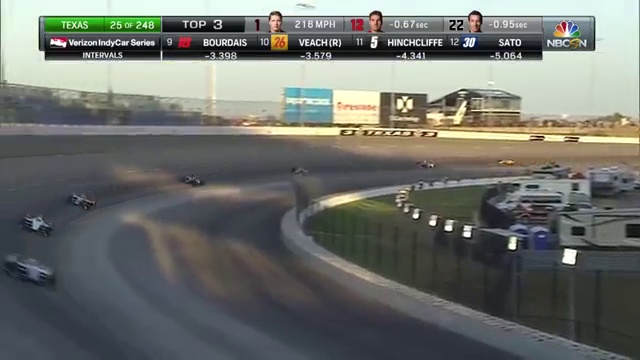 TEXAS 25 of 248 TOP 3 1 216 MPH 12 -0.67sec 22 -0.95sec
Verizon IndyCar Series 9 19 BOURDAIS 10 26 VEACH (R) 11 5 HINCHCLIFFE 12 30 SATO NBCSN
INTERVALS -3.398 -3.579 -4.341 -5.064
Firestone
TEXAS